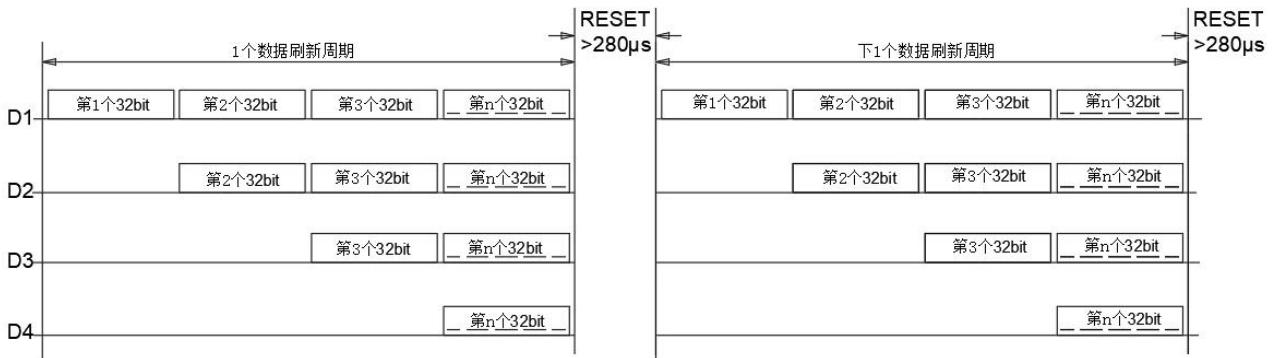 RESET
>280μs
RESET
>280μs
1个数据刷新周期
下1个数据刷新周期
D1 第1个32bit 第2个32bit 第3个32bit 第n个32bit 第1个32bit 第2个32bit 第3个32bit 第n个32bit
D2 第2个32bit 第3个32bit 第n个32bit 第2个32bit 第3个32bit 第n个32bit
D3 第3个32bit 第n个32bit 第3个32bit 第n个32bit
D4 第n个32bit 第n个32bit